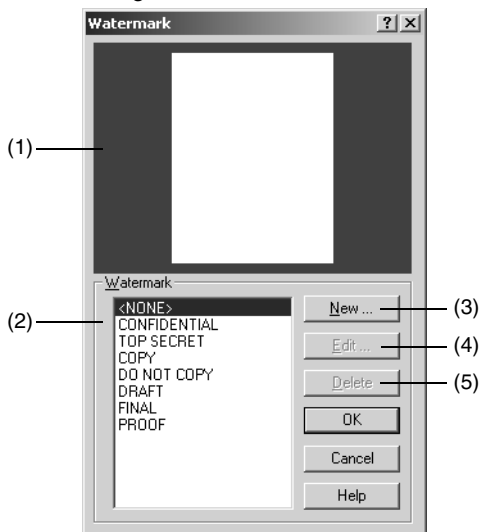 Watermark
(1)
Watermark
(2)
<NONE>
CONFIDENTIAL
TOP SECRET
COPY
DO NOT COPY
DRAFT
FINAL
PROOF
New ...
(3)
Edit ...
(4)
Delete
(5)
OK
Cancel
Help